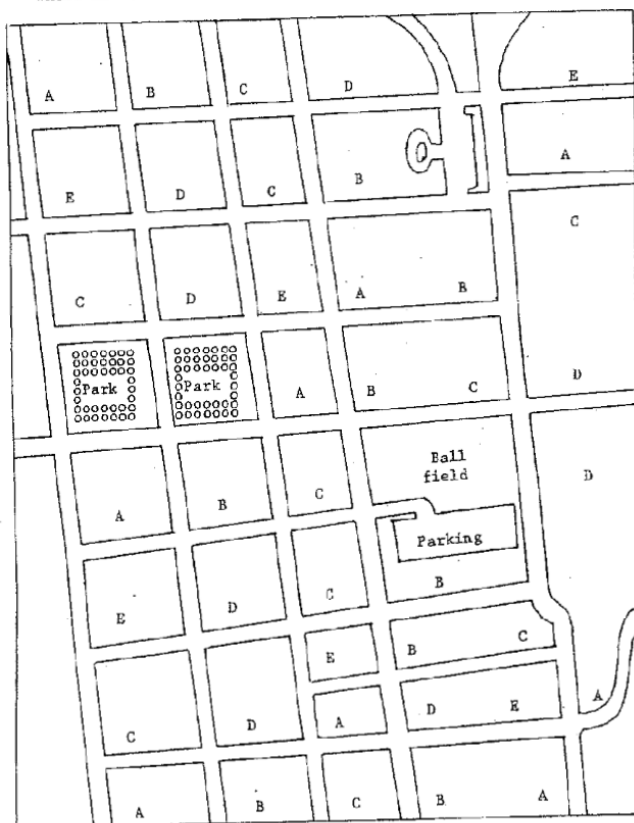 A B C D E
E D C B A
C
C D E A B
Park Park A B C D
Ball
field
D
A B C
Parking
E D C B
E B C
C D A D E A
A B C B A